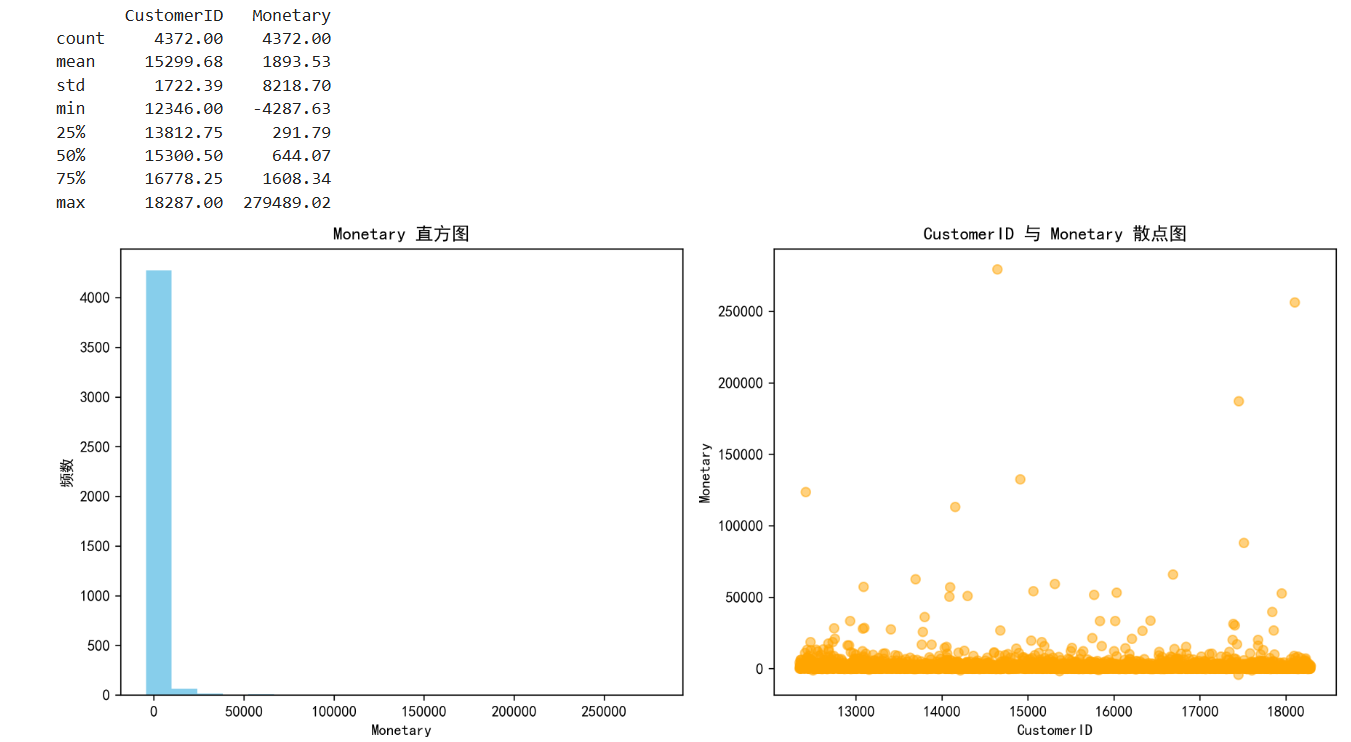 CustomerID Monetary
count 4372.00 4372.00
mean 15299.68 1893.53
std 1722.39 8218.70
min 12346.00 -4287.63
25% 13812.75 291.79
50% 15300.50 644.07
75% 16778.25 1608.34
max 18287.00 279489.02
Monetary 直方图
频数
4000
3500
3000
2500
2000
1500
1000
500
0
0 50000 100000 150000 200000 250000
Monetary
CustomerID 与 Monetary 散点图
Monetary
250000
200000
150000
100000
50000
0
13000 14000 15000 16000 17000 18000
CustomerID